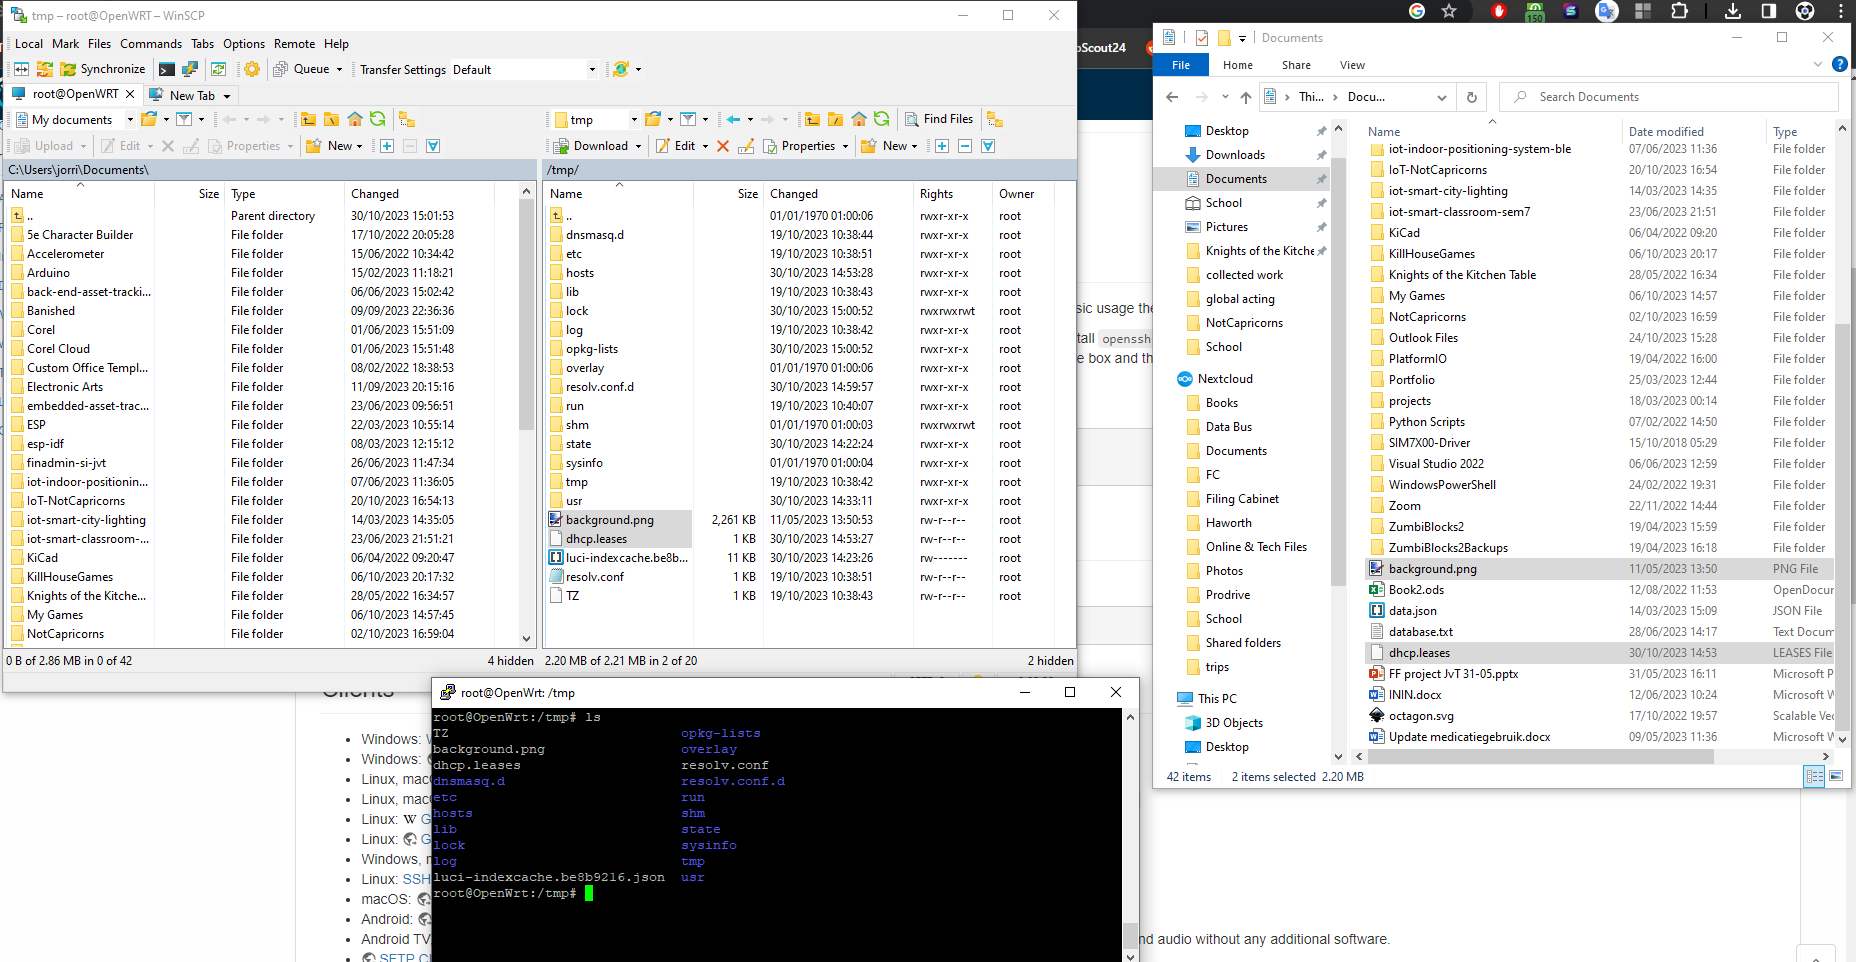 tmp – root@OpenWRT – WinSCP
Local Mark Files Commands Tabs Options Remote Help
Synchronize Queue Transfer Settings Default
root@OpenWRT New Tab
My documents
Upload Edit Properties New
C:\Users\jorri\Documents\
Name Size Type Changed
.. Parent directory 30/10/2023 15:01:53
5e Character Builder File folder 17/10/2022 20:05:28
Accelerometer File folder 15/06/2022 10:34:42
Arduino File folder 15/02/2023 11:18:21
back-end-asset-tracki... File folder 06/06/2023 15:02:42
Banished File folder 09/09/2023 22:36:36
Corel File folder 01/06/2023 15:51:09
Corel Cloud File folder 01/06/2023 15:51:48
Custom Office Templ... File folder 08/02/2022 18:38:53
Electronic Arts File folder 11/09/2023 20:15:16
embedded-asset-trac... File folder 23/06/2023 09:56:51
ESP File folder 22/03/2023 10:55:14
esp-idf File folder 08/03/2023 12:15:12
finadmin-si-jvt File folder 26/06/2023 11:47:34
iot-indoor-positionin... File folder 07/06/2023 11:36:05
IoT-NotCapricorns File folder 20/10/2023 16:54:13
iot-smart-city-lighting File folder 14/03/2023 14:35:05
iot-smart-classroom-... File folder 23/06/2023 21:51:21
KiCad File folder 06/04/2022 09:20:47
KillHouseGames File folder 06/10/2023 20:17:32
Knights of the Kitche... File folder 28/05/2022 16:34:57
My Games File folder 06/10/2023 14:57:45
NotCapricorns File folder 02/10/2023 16:59:04
0 B of 2.86 MB in 0 of 42 4 hidden
tmp Find Files
Download Edit Properties New
/tmp/
Name Size Changed Rights Owner
.. 01/01/1970 01:00:06 rwxr-xr-x root
dnsmasq.d 19/10/2023 10:38:44 rwxr-xr-x root
etc 19/10/2023 10:38:51 rwxr-xr-x root
hosts 30/10/2023 14:53:28 rwxr-xr-x root
lib 19/10/2023 10:38:43 rwxr-xr-x root
lock 30/10/2023 15:00:52 rwxrwxrwt root
log 19/10/2023 10:38:42 rwxr-xr-x root
opkg-lists 30/10/2023 15:00:52 rwxr-xr-x root
overlay 01/01/1970 01:00:06 rwxr-xr-x root
resolv.conf.d 30/10/2023 14:59:57 rwxr-xr-x root
run 19/10/2023 10:40:07 rwxr-xr-x root
shm 01/01/1970 01:00:03 rwxrwxrwt root
state 30/10/2023 14:22:24 rwxr-xr-x root
sysinfo 01/01/1970 01:00:04 rwxr-xr-x root
tmp 19/10/2023 10:38:42 rwxr-xr-x root
usr 30/10/2023 14:33:11 rwxr-xr-x root
background.png 2,261 KB 11/05/2023 13:50:53 rw-r--r-- root
dhcp.leases 1 KB 30/10/2023 14:53:27 rw-r--r-- root
luci-indexcache.be8b... 11 KB 30/10/2023 14:23:26 rw------- root
resolv.conf 1 KB 19/10/2023 10:38:51 rw-r--r-- root
TZ 1 KB 19/10/2023 10:38:43 rw-r--r-- root
2.20 MB of 2.21 MB in 2 of 20 2 hidden
150
oScout24
sic usage the
tall openssh
e box and th
Documents
File Home Share View
Thi... Docu... Search Documents
Desktop
Downloads
Documents
School
Pictures
Knights of the Kitche
collected work
global acting
NotCapricorns
School
Nextcloud
Books
Data Bus
Documents
FC
Filing Cabinet
Haworth
Online & Tech Files
Photos
Prodrive
School
Shared folders
trips
This PC
3D Objects
Desktop
Name Date modified Type
iot-indoor-positioning-system-ble 07/06/2023 11:36 File folder
IoT-NotCapricorns 20/10/2023 16:54 File folder
iot-smart-city-lighting 14/03/2023 14:35 File folder
iot-smart-classroom-sem7 23/06/2023 21:51 File folder
KiCad 06/04/2022 09:20 File folder
KillHouseGames 06/10/2023 20:17 File folder
Knights of the Kitchen Table 28/05/2022 16:34 File folder
My Games 06/10/2023 14:57 File folder
NotCapricorns 02/10/2023 16:59 File folder
Outlook Files 24/10/2023 15:28 File folder
PlatformIO 19/04/2022 16:00 File folder
Portfolio 25/03/2023 12:44 File folder
projects 18/03/2023 00:14 File folder
Python Scripts 07/02/2022 14:50 File folder
SIM7X00-Driver 15/10/2018 05:29 File folder
Visual Studio 2022 06/06/2023 12:59 File folder
WindowsPowerShell 24/02/2022 19:31 File folder
Zoom 22/11/2022 14:44 File folder
ZumbiBlocks2 19/04/2023 15:59 File folder
ZumbiBlocks2Backups 19/04/2023 16:18 File folder
background.png 11/05/2023 13:50 PNG File
Book2.ods 12/08/2022 11:53 OpenDocur
data.json 14/03/2023 15:09 JSON File
database.txt 28/06/2023 14:17 Text Docum
dhcp.leases 30/10/2023 14:53 LEASES File
FF project JvT 31-05.pptx 31/05/2023 16:11 Microsoft P
ININ.docx 12/06/2023 10:24 Microsoft W
octagon.svg 17/10/2022 19:57 Scalable Vec
Update medicatiegebruik.docx 09/05/2023 11:36 Microsoft W
42 items 2 items selected 2.20 MB
Clients
Windows: W
Windows:
Linux, mac
Linux, mac
Linux: W G
Linux: G
Windows, m
Linux: SSH
macOS:
Android:
Android TV
SFTP Cl
nd audio without any additional software.
root@OpenWrt: /tmp
root@OpenWrt:/tmp# ls
TZ opkg-lists
background.png overlay
dhcp.leases resolv.conf
dnsmasq.d resolv.conf.d
etc run
hosts shm
lib state
lock sysinfo
log tmp
luci-indexcache.be8b9216.json usr
root@OpenWrt:/tmp#